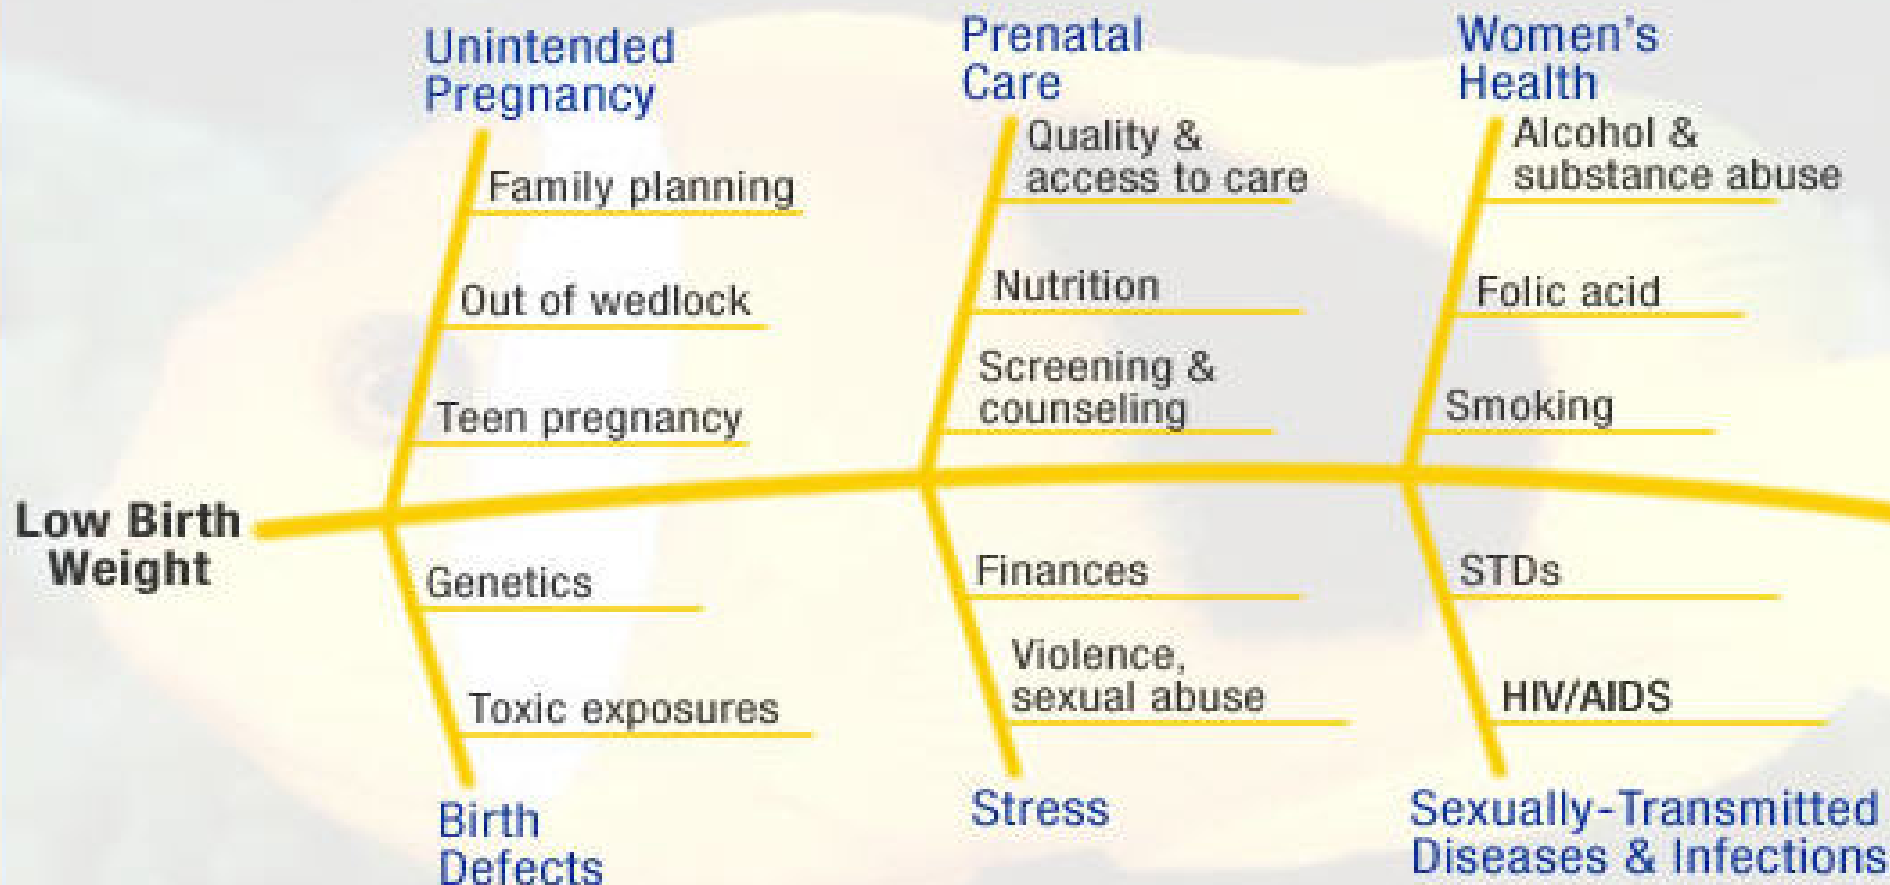 Unintended
Pregnancy
Family planning
Out of wedlock
Teen pregnancy
Prenatal
Care
Quality &
access to care
Nutrition
Screening &
counseling
Women's
Health
Alcohol &
substance abuse
Folic acid
Smoking
Low Birth
Weight
Genetics
Toxic exposures
Birth
Defects
Finances
Violence,
sexual abuse
Stress
STDs
HIV/AIDS
Sexually-Transmitted
Diseases & Infections